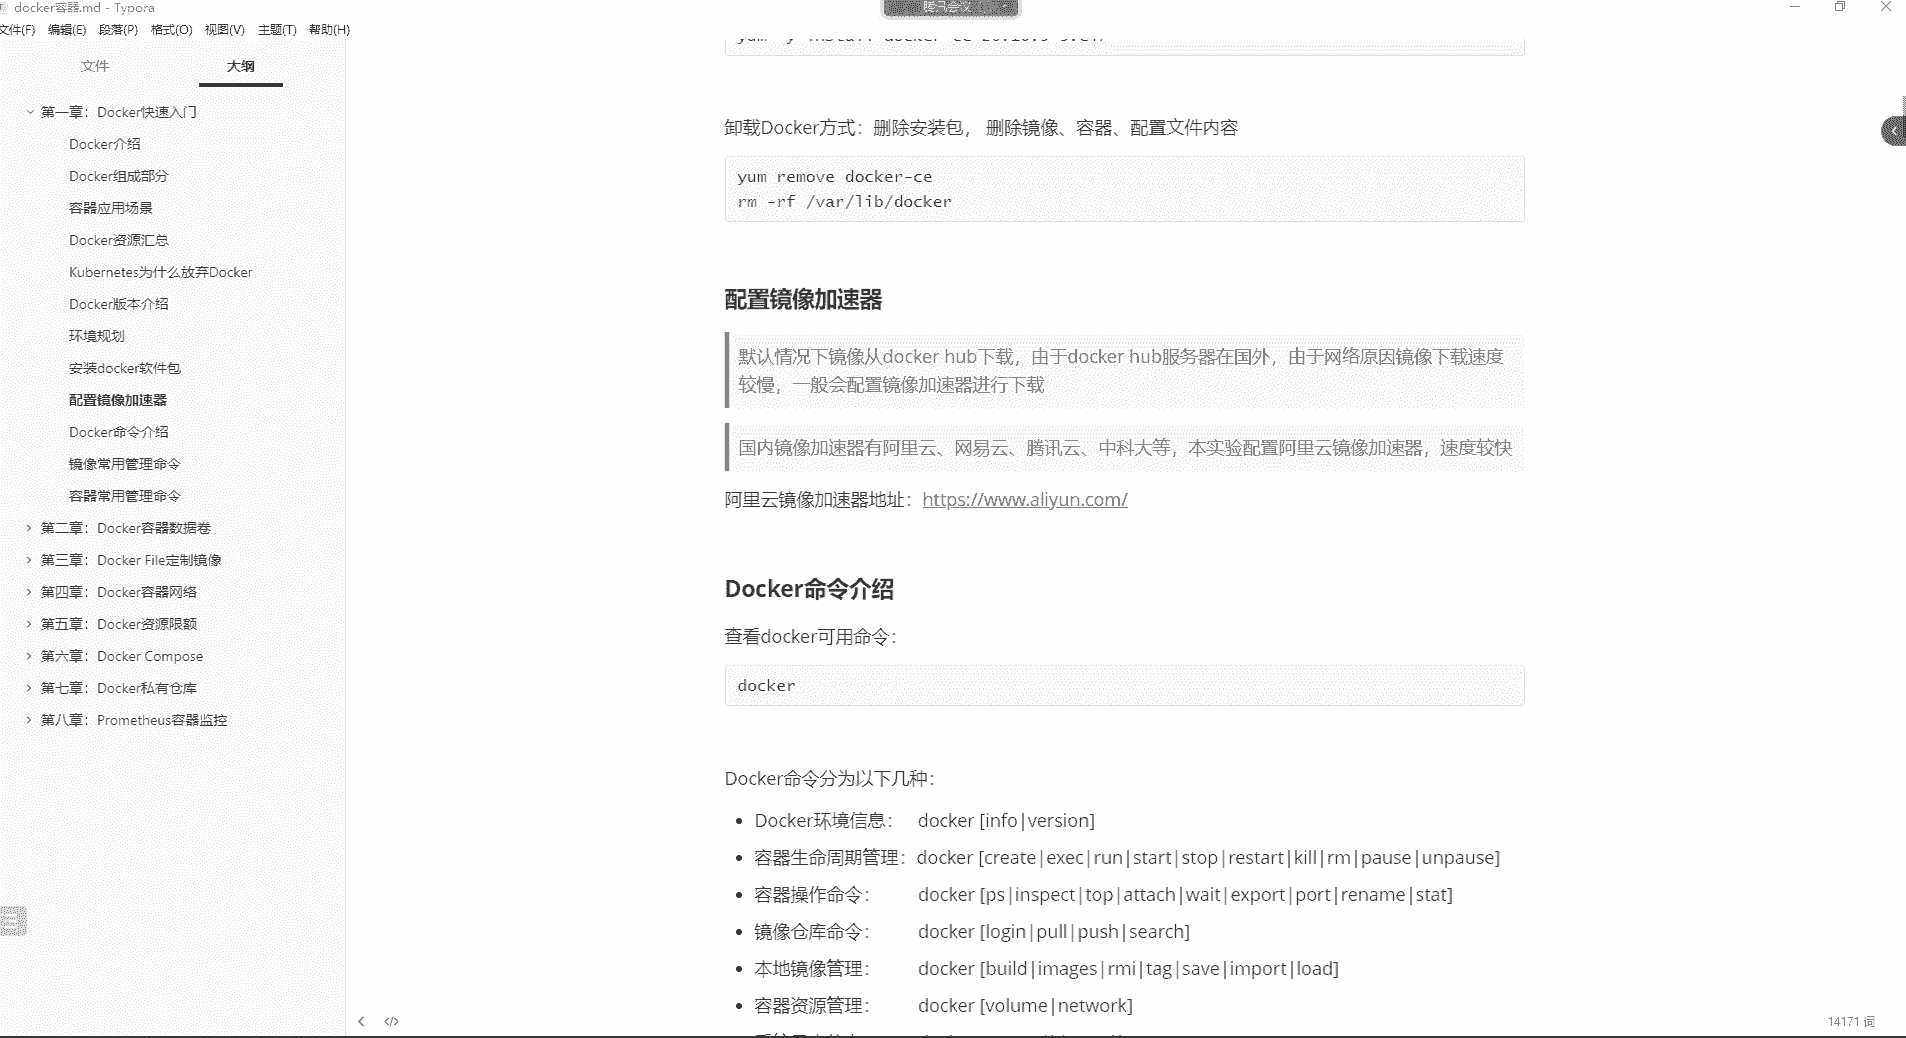 docker容器.md - Typora
腾讯会议
文件(F) 编辑(E) 段落(P) 格式(O) 视图(V) 主题(T) 帮助(H)
文件 大纲
第一章：Docker快速入门
Docker介绍
Docker组成部分
容器应用场景
Docker资源汇总
Kubernetes为什么放弃Docker
Docker版本介绍
环境规划
安装docker软件包
配置镜像加速器
Docker命令介绍
镜像常用管理命令
容器常用管理命令
第二章：Docker容器数据卷
第三章：Docker File定制镜像
第四章：Docker容器网络
第五章：Docker资源限额
第六章：Docker Compose
第七章：Docker私有仓库
第八章：Prometheus容器监控
卸载Docker方式：删除安装包， 删除镜像、容器、配置文件内容
yum remove docker-ce
rm -rf /var/lib/docker
配置镜像加速器
默认情况下镜像从docker hub下载，由于docker hub服务器在国外，由于网络原因镜像下载速度
较慢，一般会配置镜像加速器进行下载
国内镜像加速器有阿里云、网易云、腾讯云、中科大等，本实验配置阿里云镜像加速器，速度较快
阿里云镜像加速器地址：https://www.aliyun.com/
Docker命令介绍
查看docker可用命令：
docker
Docker命令分为以下几种：
Docker环境信息： docker [info|version]
容器生命周期管理：docker [create|exec|run|start|stop|restart|kill|rm|pause|unpause]
容器操作命令： docker [ps|inspect|top|attach|wait|export|port|rename|stat]
镜像仓库命令： docker [login|pull|push|search]
本地镜像管理： docker [build|images|rmi|tag|save|import|load]
容器资源管理： docker [volume|network]
14171 词